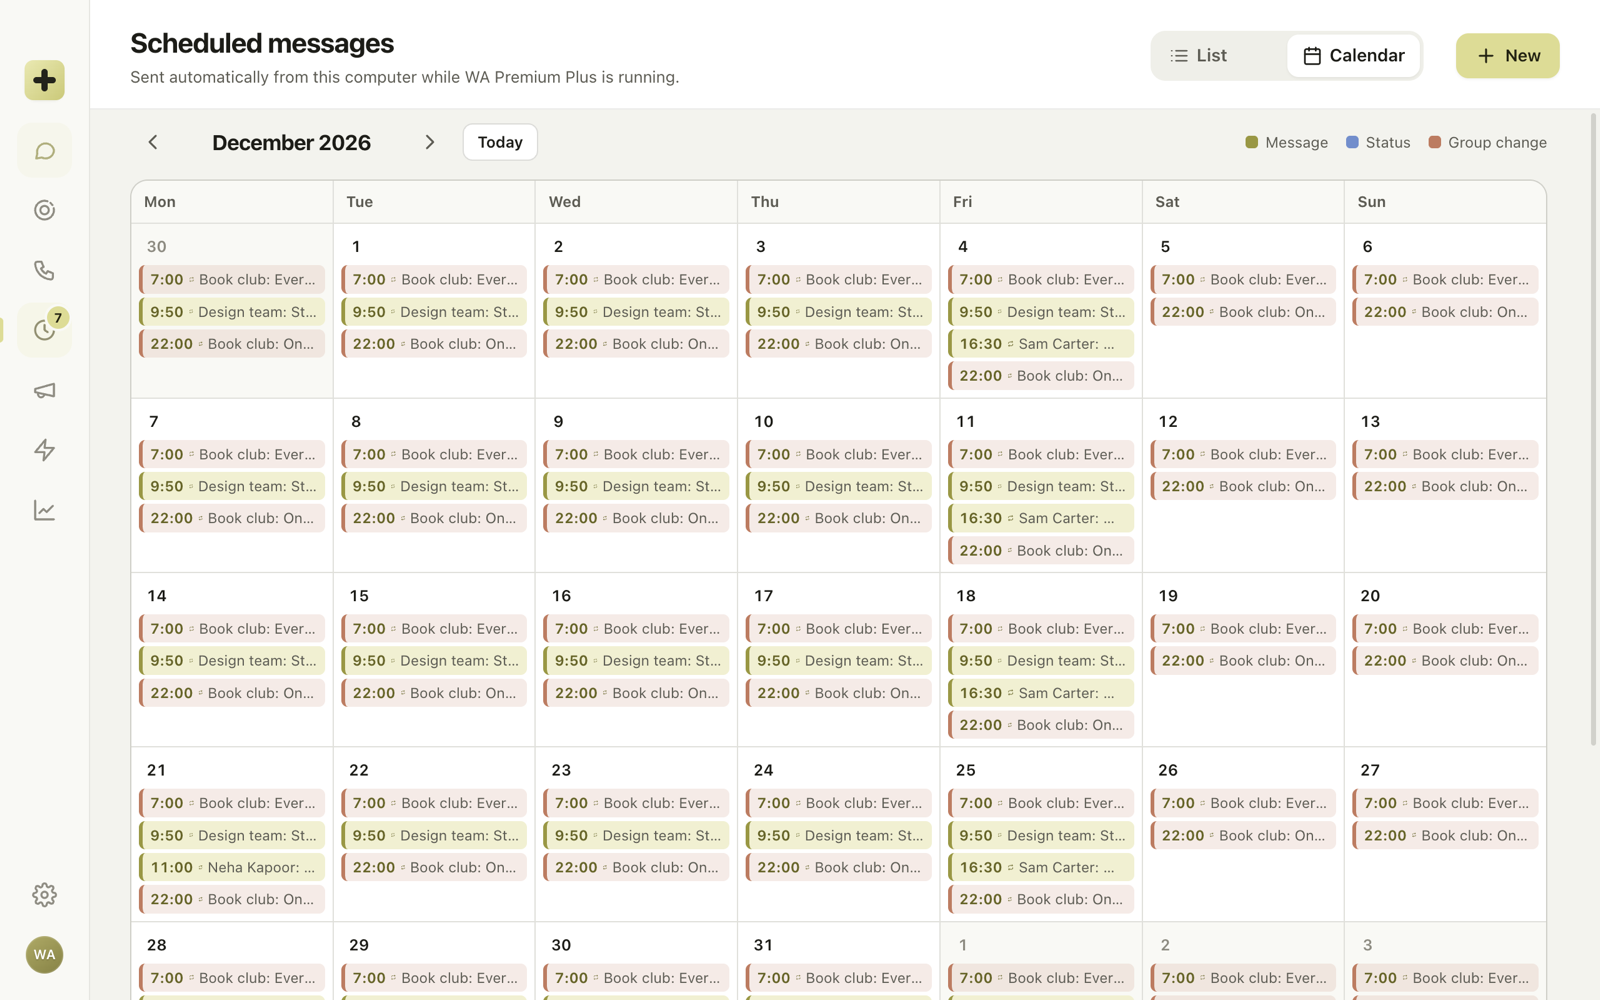 Scheduled messages
Sent automatically from this computer while WA Premium Plus is running.
List
Calendar
New
December 2026
Today
Message
Status
Group change
7
WA
Mon Tue Wed Thu Fri Sat Sun
30
7:00 Book club: Ever...
9:50 Design team: St...
22:00 Book club: On...
1
7:00 Book club: Ever...
9:50 Design team: St...
22:00 Book club: On...
2
7:00 Book club: Ever...
9:50 Design team: St...
22:00 Book club: On...
3
7:00 Book club: Ever...
9:50 Design team: St...
22:00 Book club: On...
4
7:00 Book club: Ever...
9:50 Design team: St...
16:30 Sam Carter: ...
22:00 Book club: On...
5
7:00 Book club: Ever...
22:00 Book club: On...
6
7:00 Book club: Ever...
22:00 Book club: On...
7
7:00 Book club: Ever...
9:50 Design team: St...
22:00 Book club: On...
8
7:00 Book club: Ever...
9:50 Design team: St...
22:00 Book club: On...
9
7:00 Book club: Ever...
9:50 Design team: St...
22:00 Book club: On...
10
7:00 Book club: Ever...
9:50 Design team: St...
22:00 Book club: On...
11
7:00 Book club: Ever...
9:50 Design team: St...
16:30 Sam Carter: ...
22:00 Book club: On...
12
7:00 Book club: Ever...
22:00 Book club: On...
13
7:00 Book club: Ever...
22:00 Book club: On...
14
7:00 Book club: Ever...
9:50 Design team: St...
22:00 Book club: On...
15
7:00 Book club: Ever...
9:50 Design team: St...
22:00 Book club: On...
16
7:00 Book club: Ever...
9:50 Design team: St...
22:00 Book club: On...
17
7:00 Book club: Ever...
9:50 Design team: St...
22:00 Book club: On...
18
7:00 Book club: Ever...
9:50 Design team: St...
16:30 Sam Carter: ...
22:00 Book club: On...
19
7:00 Book club: Ever...
22:00 Book club: On...
20
7:00 Book club: Ever...
22:00 Book club: On...
21
7:00 Book club: Ever...
9:50 Design team: St...
11:00 Neha Kapoor: ...
22:00 Book club: On...
22
7:00 Book club: Ever...
9:50 Design team: St...
22:00 Book club: On...
23
7:00 Book club: Ever...
9:50 Design team: St...
22:00 Book club: On...
24
7:00 Book club: Ever...
9:50 Design team: St...
22:00 Book club: On...
25
7:00 Book club: Ever...
9:50 Design team: St...
16:30 Sam Carter: ...
22:00 Book club: On...
26
7:00 Book club: Ever...
22:00 Book club: On...
27
7:00 Book club: Ever...
22:00 Book club: On...
28
7:00 Book club: Ever...
29
7:00 Book club: Ever...
30
7:00 Book club: Ever...
31
7:00 Book club: Ever...
1
7:00 Book club: Ever...
2
7:00 Book club: Ever...
3
7:00 Book club: Ever...